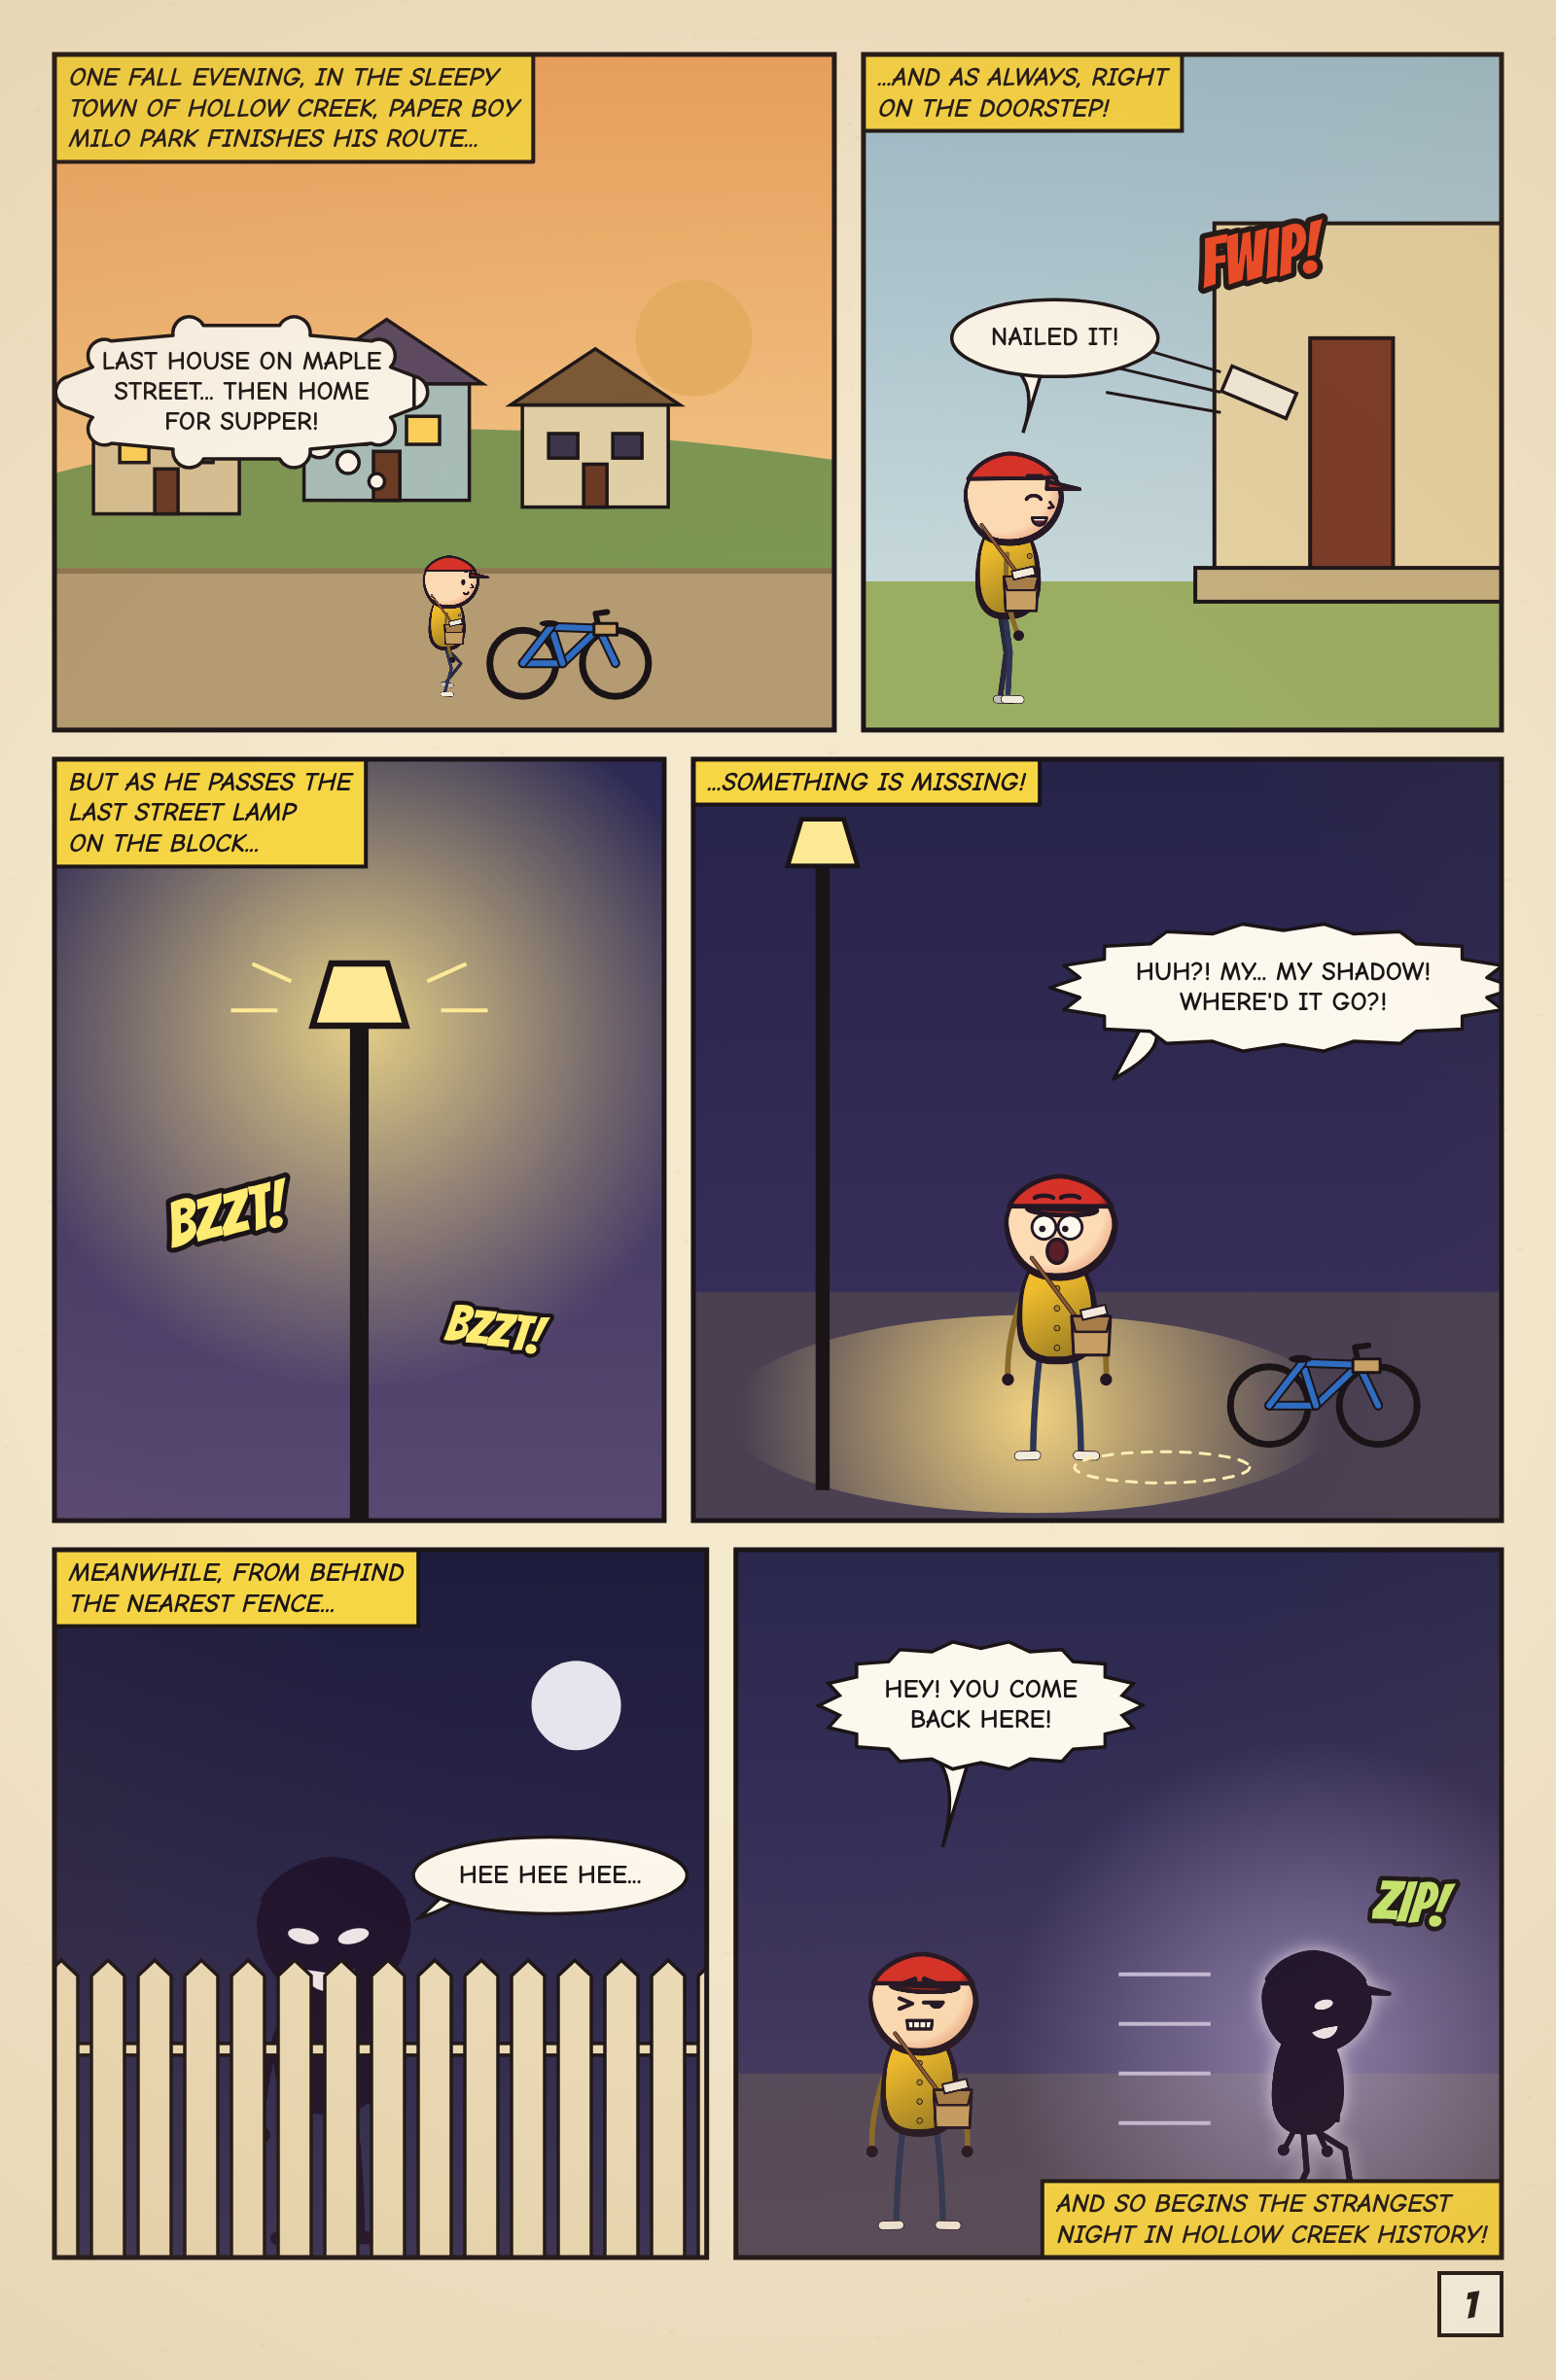 ONE FALL EVENING, IN THE SLEEPY
TOWN OF HOLLOW CREEK, PAPER BOY
MILO PARK FINISHES HIS ROUTE...
LAST HOUSE ON MAPLE
STREET... THEN HOME
FOR SUPPER!
...AND AS ALWAYS, RIGHT
ON THE DOORSTEP!
FWIP!
NAILED IT!
BUT AS HE PASSES THE
LAST STREET LAMP
ON THE BLOCK...
BZZT!
BZZT!
...SOMETHING IS MISSING!
HUH?! MY... MY SHADOW!
WHERE'D IT GO?!
MEANWHILE, FROM BEHIND
THE NEAREST FENCE...
HEE HEE HEE...
HEY! YOU COME
BACK HERE!
ZIP!
AND SO BEGINS THE STRANGEST
NIGHT IN HOLLOW CREEK HISTORY!
1